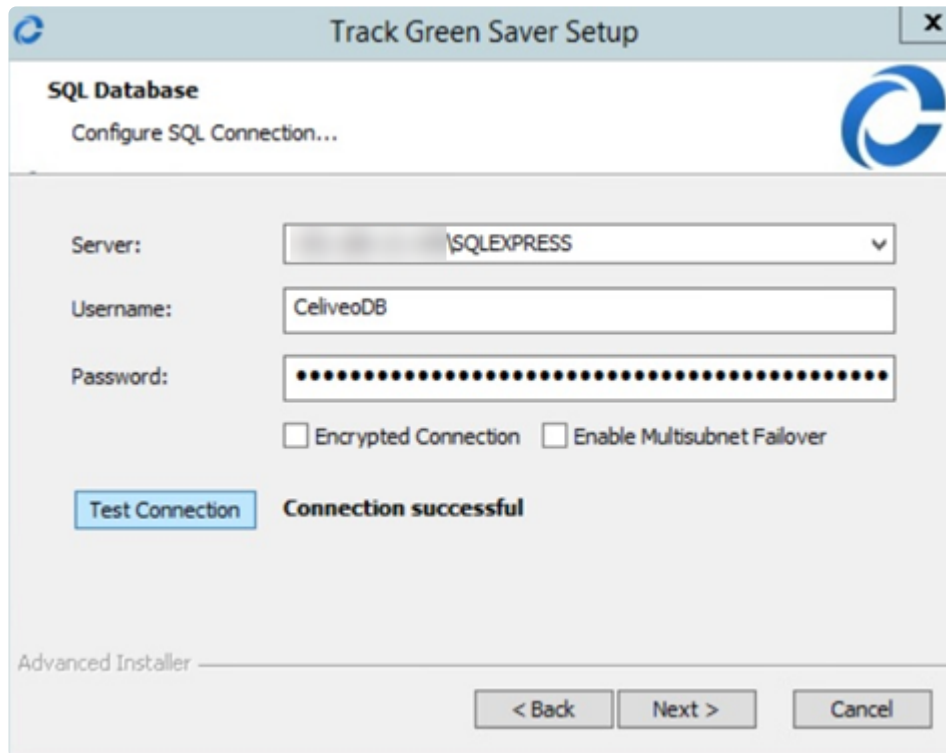 Track Green Saver Setup
X
SQL Database
Configure SQL Connection...
Server: \SQLEXPRESS
Username: CeliveoDB
Password: ••••••••••••••••••••••••••••••••••••••••••••
Encrypted Connection Enable Multisubnet Failover
Test Connection Connection successful
Advanced Installer
< Back Next > Cancel